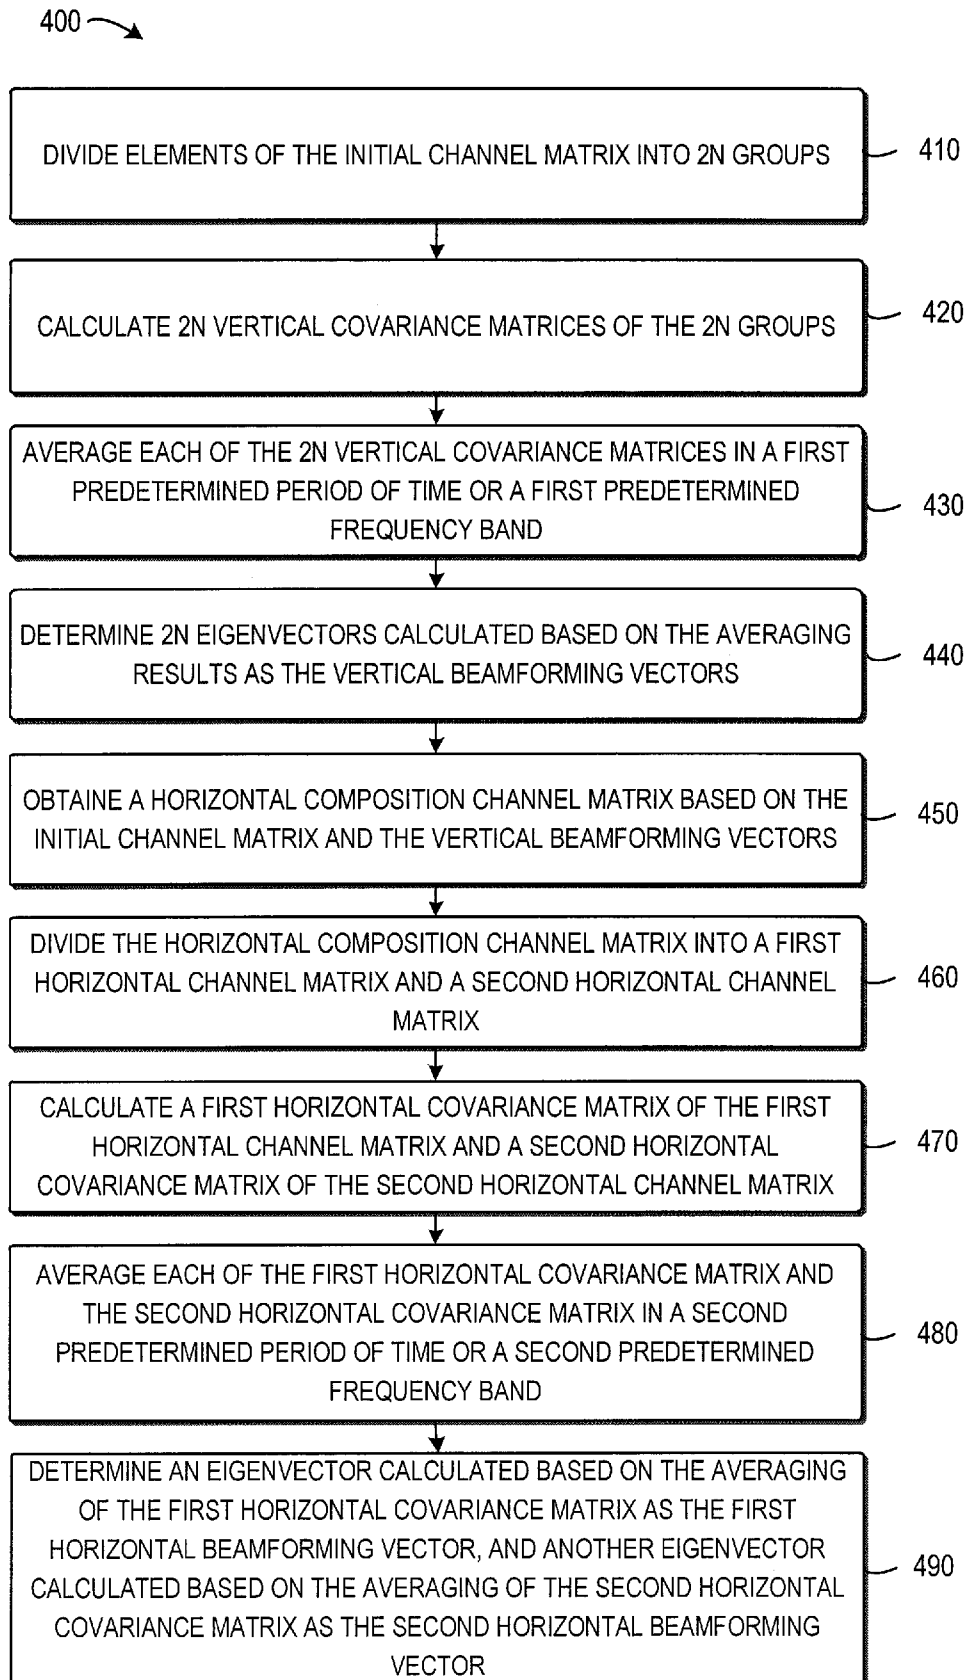 400
DIVIDE ELEMENTS OF THE INITIAL CHANNEL MATRIX INTO 2N GROUPS
410
CALCULATE 2N VERTICAL COVARIANCE MATRICES OF THE 2N GROUPS
420
AVERAGE EACH OF THE 2N VERTICAL COVARIANCE MATRICES IN A FIRST
PREDETERMINED PERIOD OF TIME OR A FIRST PREDETERMINED
FREQUENCY BAND
430
DETERMINE 2N EIGENVECTORS CALCULATED BASED ON THE AVERAGING
RESULTS AS THE VERTICAL BEAMFORMING VECTORS
440
OBTAINE A HORIZONTAL COMPOSITION CHANNEL MATRIX BASED ON THE
INITIAL CHANNEL MATRIX AND THE VERTICAL BEAMFORMING VECTORS
450
DIVIDE THE HORIZONTAL COMPOSITION CHANNEL MATRIX INTO A FIRST
HORIZONTAL CHANNEL MATRIX AND A SECOND HORIZONTAL CHANNEL
MATRIX
460
CALCULATE A FIRST HORIZONTAL COVARIANCE MATRIX OF THE FIRST
HORIZONTAL CHANNEL MATRIX AND A SECOND HORIZONTAL
COVARIANCE MATRIX OF THE SECOND HORIZONTAL CHANNEL MATRIX
470
AVERAGE EACH OF THE FIRST HORIZONTAL COVARIANCE MATRIX AND
THE SECOND HORIZONTAL COVARIANCE MATRIX IN A SECOND
PREDETERMINED PERIOD OF TIME OR A SECOND PREDETERMINED
FREQUENCY BAND
480
DETERMINE AN EIGENVECTOR CALCULATED BASED ON THE AVERAGING
OF THE FIRST HORIZONTAL COVARIANCE MATRIX AS THE FIRST
HORIZONTAL BEAMFORMING VECTOR, AND ANOTHER EIGENVECTOR
CALCULATED BASED ON THE AVERAGING OF THE SECOND HORIZONTAL
COVARIANCE MATRIX AS THE SECOND HORIZONTAL BEAMFORMING
VECTOR
490